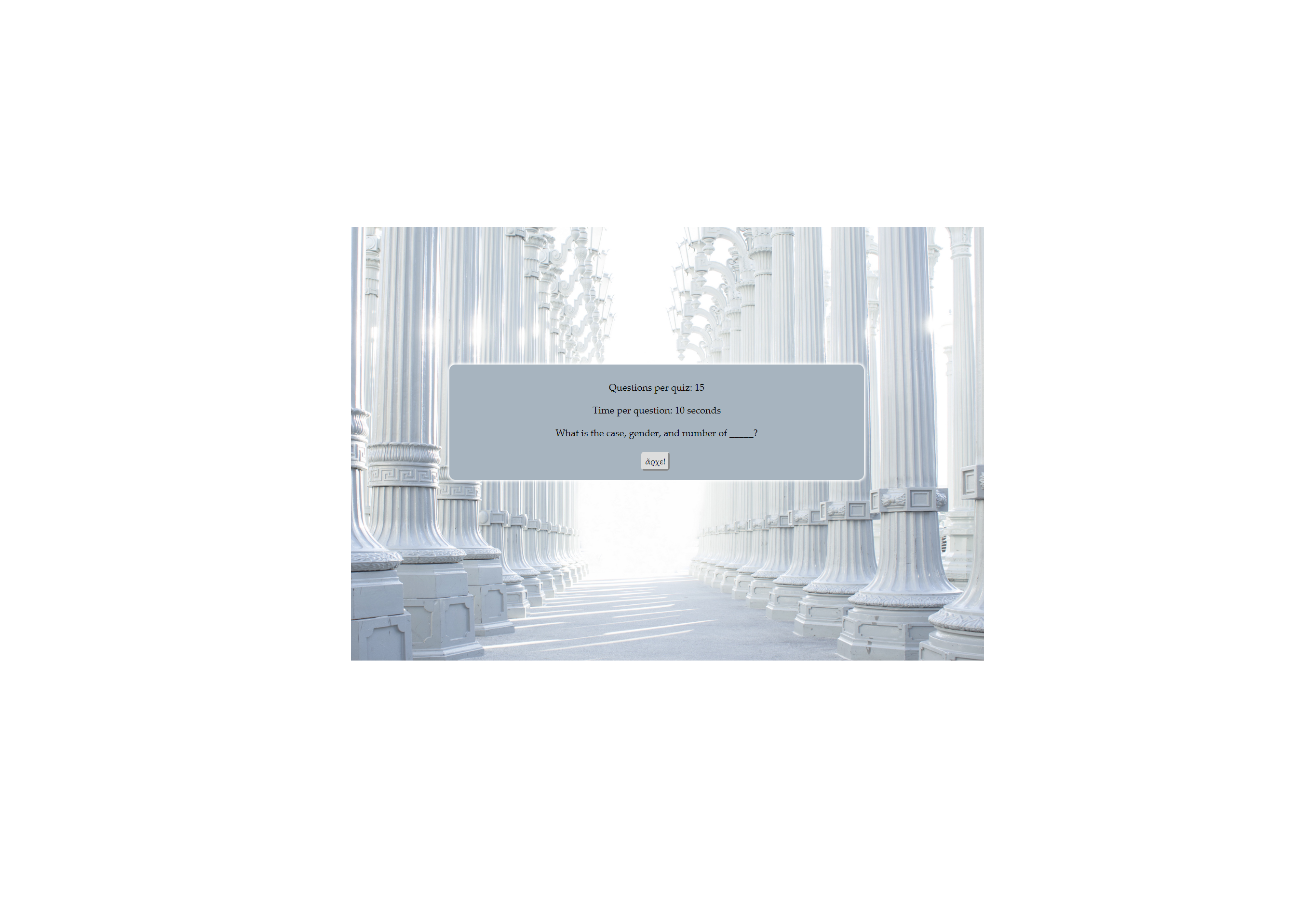 Questions per quiz: 15
Time per question: 10 seconds
What is the case, gender, and number of _____?
ἄρχε!